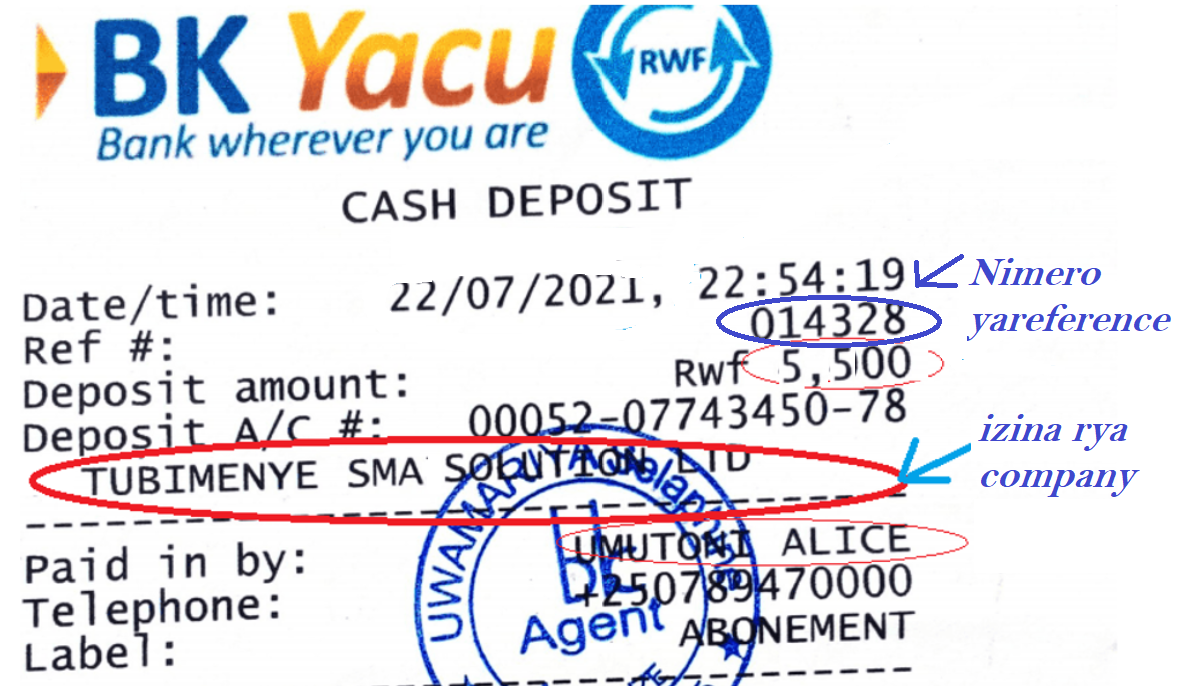 BK Yacu
RWF
Bank wherever you are
CASH DEPOSIT
Date/time: 22/07/2021, 22:54:19
Nimero
yareference
Ref #: 014328
Deposit amount: Rwf 5,500
Deposit A/C #: 00052-07743450-78
TUBIMENYE SMA SOLUTION LTD
izina rya
company
Paid in by: UMUTONI ALICE
Telephone: +250789470000
Label: ABONEMENT
UWAMARIYA
bk
Agent